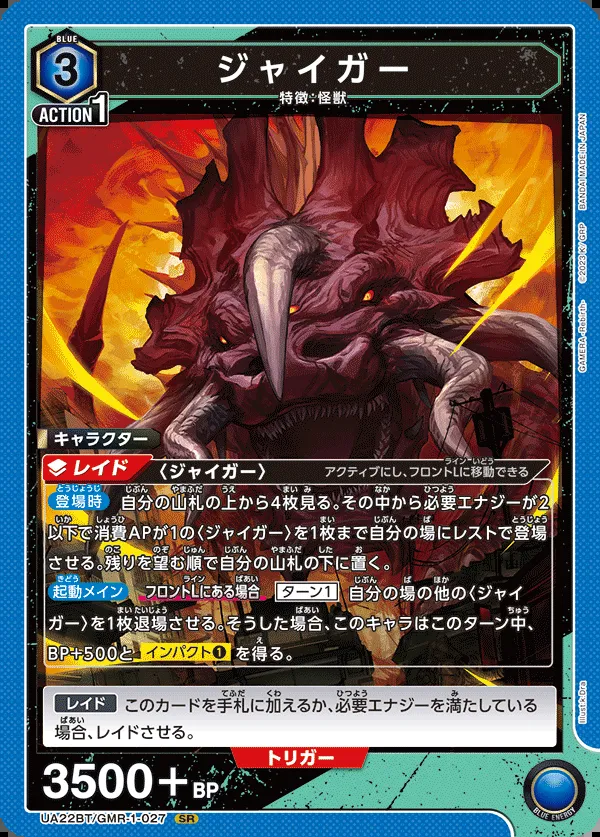 BLUE
3
ACTION 1
ジャイガー
特徴:怪獣
©2023 K/GRP BANDAI MADE IN JAPAN
GAMERA -Rebirth-
キャラクター
レイド 〈ジャイガー〉 アクティブにし、フロントLに移動できる
登場時 自分の山札の上から4枚見る。その中から必要エナジーが2
以下で消費APが1の〈ジャイガー〉を1枚まで自分の場にレストで登場
させる。残りを望む順で自分の山札の下に置く。
起動メイン フロントLにある場合 ターン1 自分の場の他の〈ジャイ
ガー〉を1枚退場させる。そうした場合、このキャラはこのターン中、
BP+500と インパクト❶ を得る。
レイド このカードを手札に加えるか、必要エナジーを満たしている
場合、レイドさせる。
トリガー
Illust:k Dra
3500+BP
BLUE ENERGY
UA22BT/GMR-1-027 SR